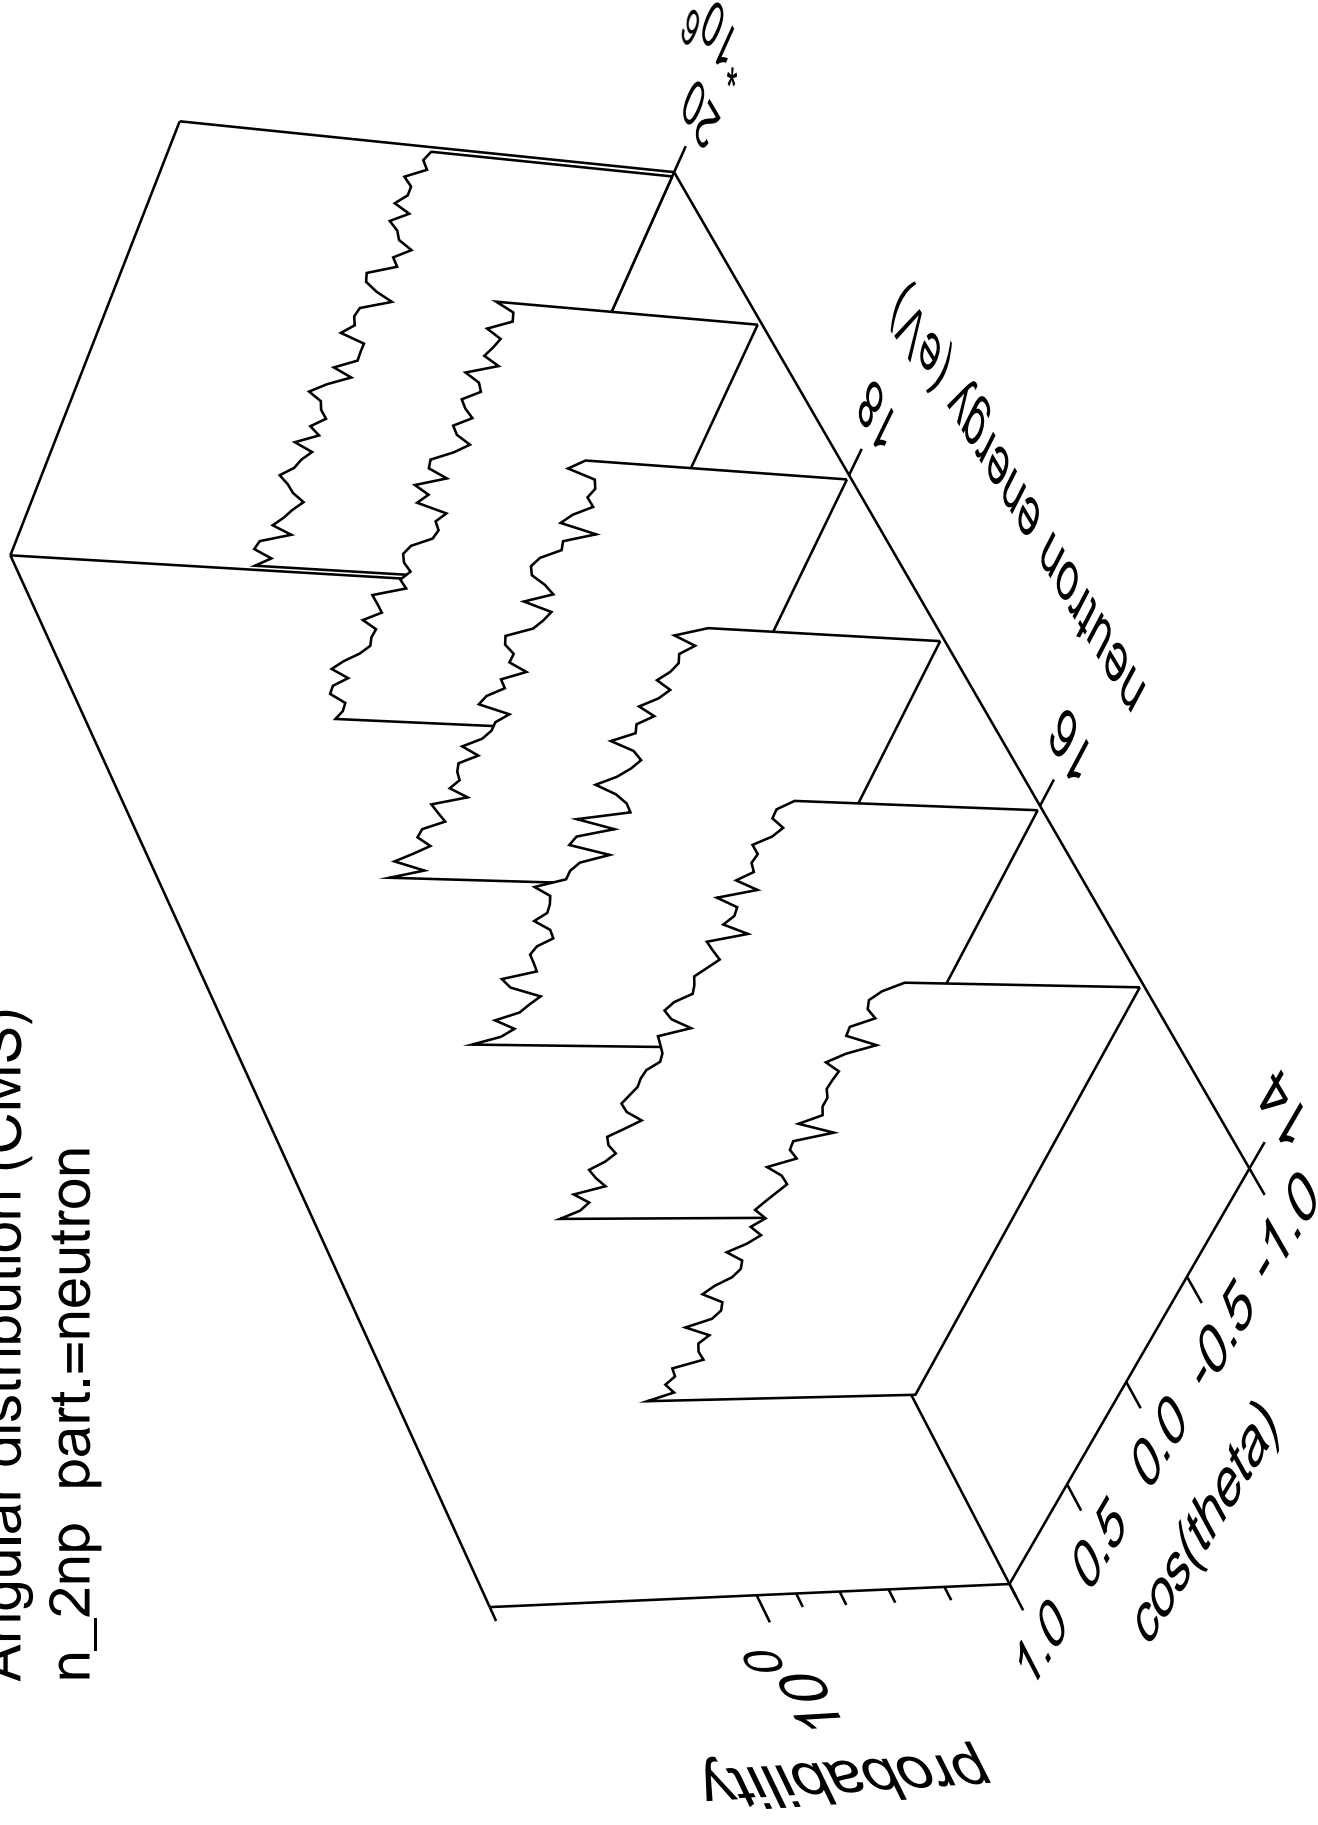 Angular distribution (CMS)
n_2np part.=neutron
probability
10^0
cos(theta)
1.0 0.5 0.0 -0.5 -1.0
neutron energy (eV)
14 16 18 20
*10^6